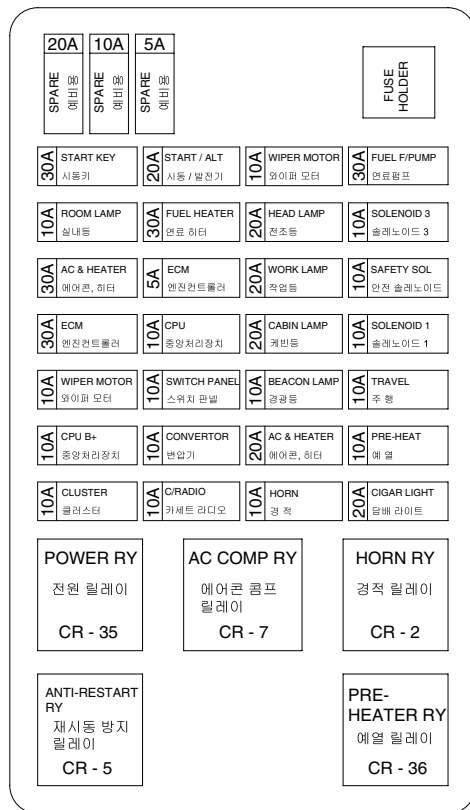 20A 10A 5A
SPARE 예비용
SPARE 예비용
SPARE 예비용
FUSE
HOLDER
30A START KEY
시동키
20A START / ALT
시동 / 발전기
10A WIPER MOTOR
와이퍼 모터
30A FUEL F/PUMP
연료펌프
10A ROOM LAMP
실내등
30A FUEL HEATER
연료 히터
20A HEAD LAMP
전조등
10A SOLENOID 3
솔레노이드 3
30A AC & HEATER
에어콘, 히터
5A ECM
엔진컨트롤러
20A WORK LAMP
작업등
10A SAFETY SOL
안전 솔레노이드
30A ECM
엔진컨트롤러
10A CPU
중앙처리장치
20A CABIN LAMP
케빈등
10A SOLENOID 1
솔레노이드 1
10A WIPER MOTOR
와이퍼 모터
10A SWITCH PANEL
스위치 판넬
10A BEACON LAMP
경광등
10A TRAVEL
주 행
10A CPU B+
중앙처리장치
10A CONVERTOR
변압기
20A AC & HEATER
에어콘, 히터
10A PRE-HEAT
예 열
10A CLUSTER
클러스터
10A C/RADIO
카세트 라디오
10A HORN
경 적
20A CIGAR LIGHT
담배 라이트
POWER RY
전원 릴레이
CR - 35
AC COMP RY
에어콘 콤프
릴레이
CR - 7
HORN RY
경적 릴레이
CR - 2
ANTI-RESTART
RY
재시동 방지
릴레이
CR - 5
PRE-
HEATER RY
예열 릴레이
CR - 36